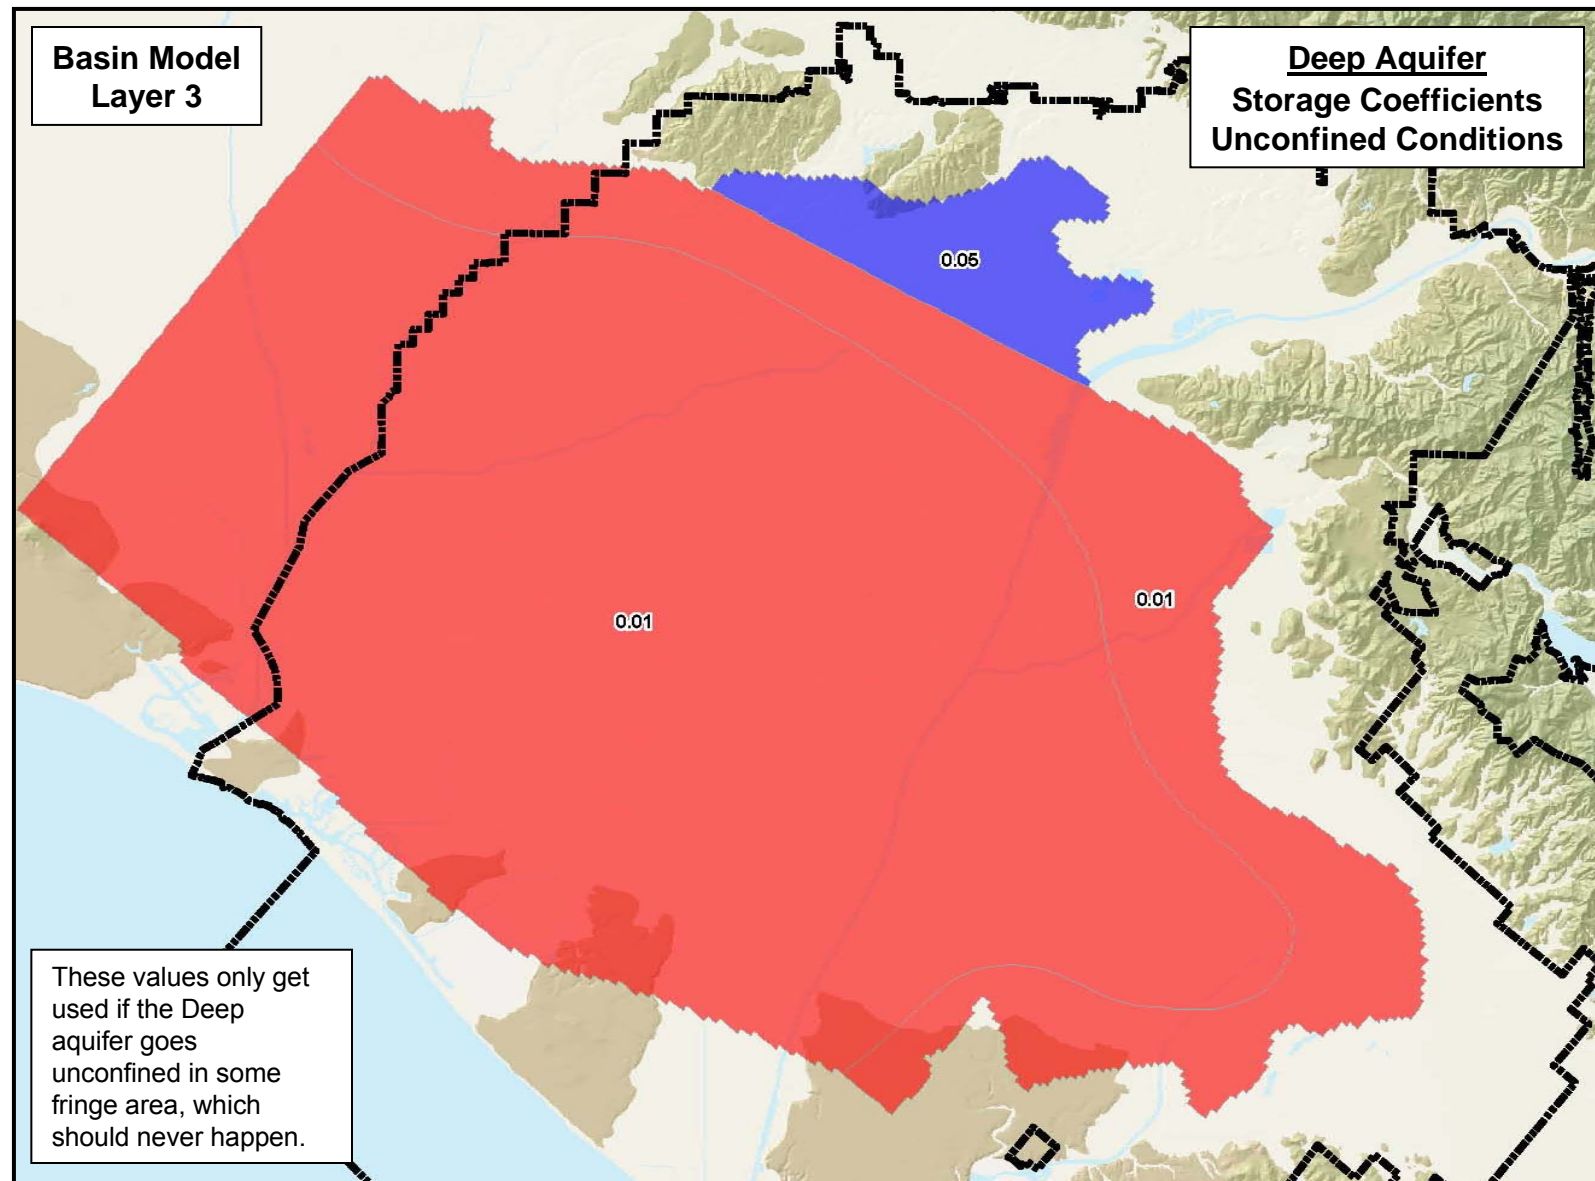 Basin Model
Layer 3
Deep Aquifer
Storage Coefficients
Unconfined Conditions
0.05
0.01
0.01
These values only get
used if the Deep
aquifer goes
unconfined in some
fringe area, which
should never happen.